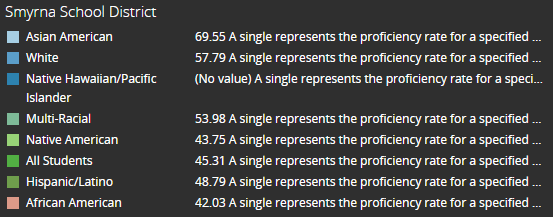 Smyrna School District
Asian American 69.55 A single represents the proficiency rate for a specified ...
White 57.79 A single represents the proficiency rate for a specified ...
Native Hawaiian/Pacific (No value) A single represents the proficiency rate for a speci...
Islander
Multi-Racial 53.98 A single represents the proficiency rate for a specified ...
Native American 43.75 A single represents the proficiency rate for a specified ...
All Students 45.31 A single represents the proficiency rate for a specified ...
Hispanic/Latino 48.79 A single represents the proficiency rate for a specified ...
African American 42.03 A single represents the proficiency rate for a specified ...